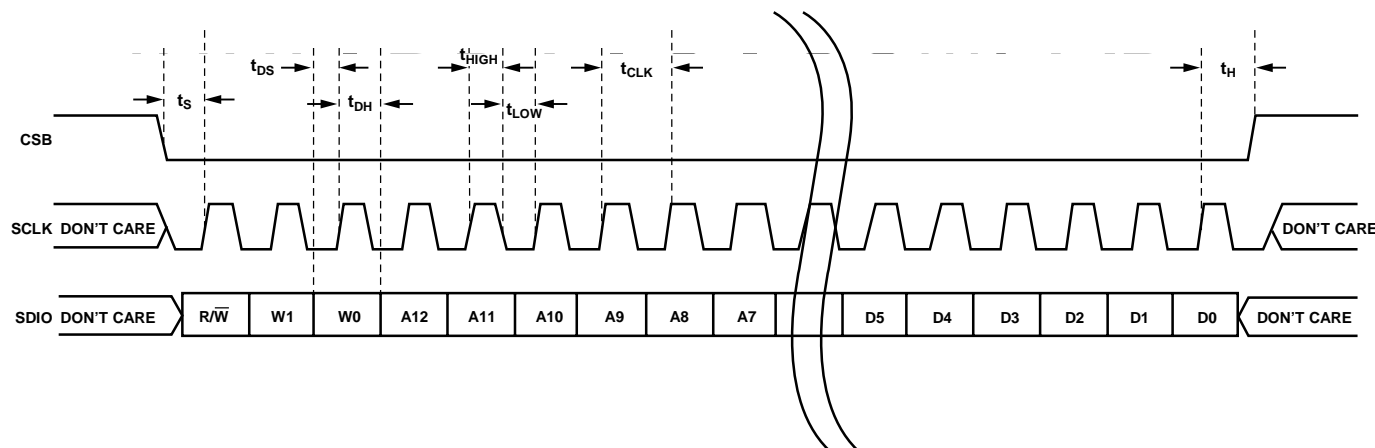 tHIGH
tDS tCLK tH
tS tDH tLOW
CSB
SCLK DON'T CARE DON'T CARE
SDIO DON'T CARE R/W̅ W1 W0 A12 A11 A10 A9 A8 A7 D5 D4 D3 D2 D1 D0 DON'T CARE